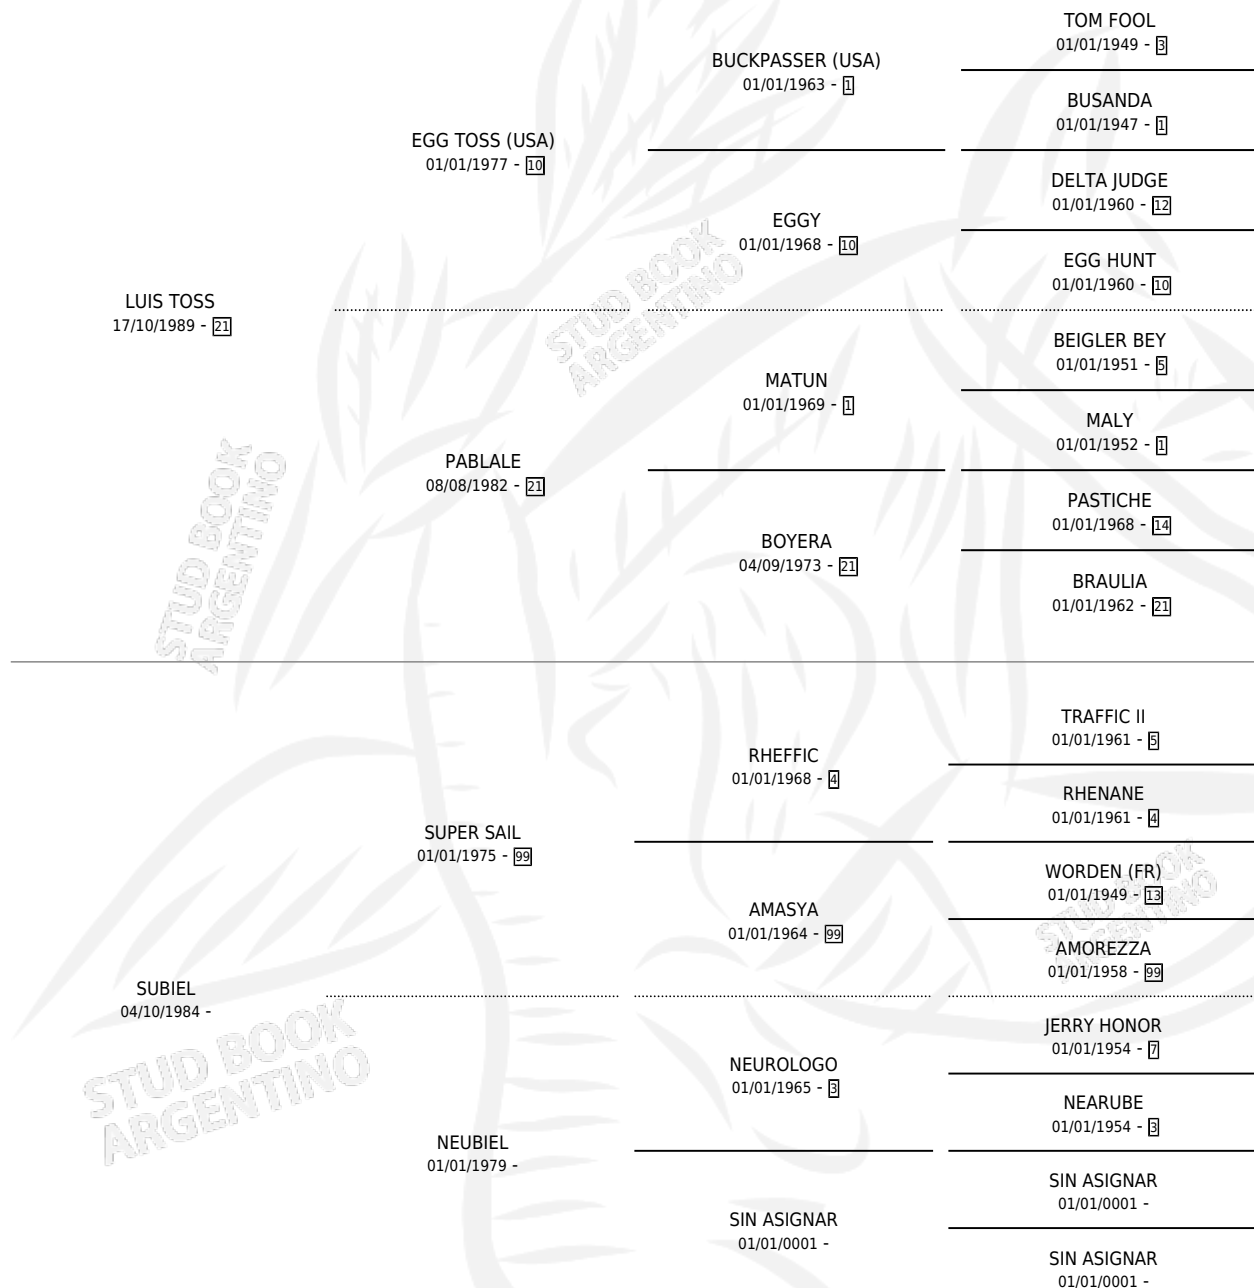 TOM FOOL
01/01/1949 - 3
BUCKPASSER (USA)
01/01/1963 - 1
BUSANDA
01/01/1947 - 1
EGG TOSS (USA)
01/01/1977 - 10
DELTA JUDGE
01/01/1960 - 12
EGGY
01/01/1968 - 10
EGG HUNT
01/01/1960 - 10
LUIS TOSS
17/10/1989 - 21
BEIGLER BEY
01/01/1951 - 5
MATUN
01/01/1969 - 1
MALY
01/01/1952 - 1
PABLALE
08/08/1982 - 21
PASTICHE
01/01/1968 - 14
BOYERA
04/09/1973 - 21
BRAULIA
01/01/1962 - 21
TRAFFIC II
01/01/1961 - 5
RHEFFIC
01/01/1968 - 4
RHENANE
01/01/1961 - 4
SUPER SAIL
01/01/1975 - 99
WORDEN (FR)
01/01/1949 - 13
AMASYA
01/01/1964 - 99
AMOREZZA
01/01/1958 - 99
SUBIEL
04/10/1984 -
JERRY HONOR
01/01/1954 - 7
NEUROLOGO
01/01/1965 - 3
NEARUBE
01/01/1954 - 3
NEUBIEL
01/01/1979 -
SIN ASIGNAR
01/01/0001 -
SIN ASIGNAR
01/01/0001 -
SIN ASIGNAR
01/01/0001 -
STUD BOOK
ARGENTINO
STUD BOOK
ARGENTINO
STUD BOOK
ARGENTINO
STUD BOOK
ARGENTINO